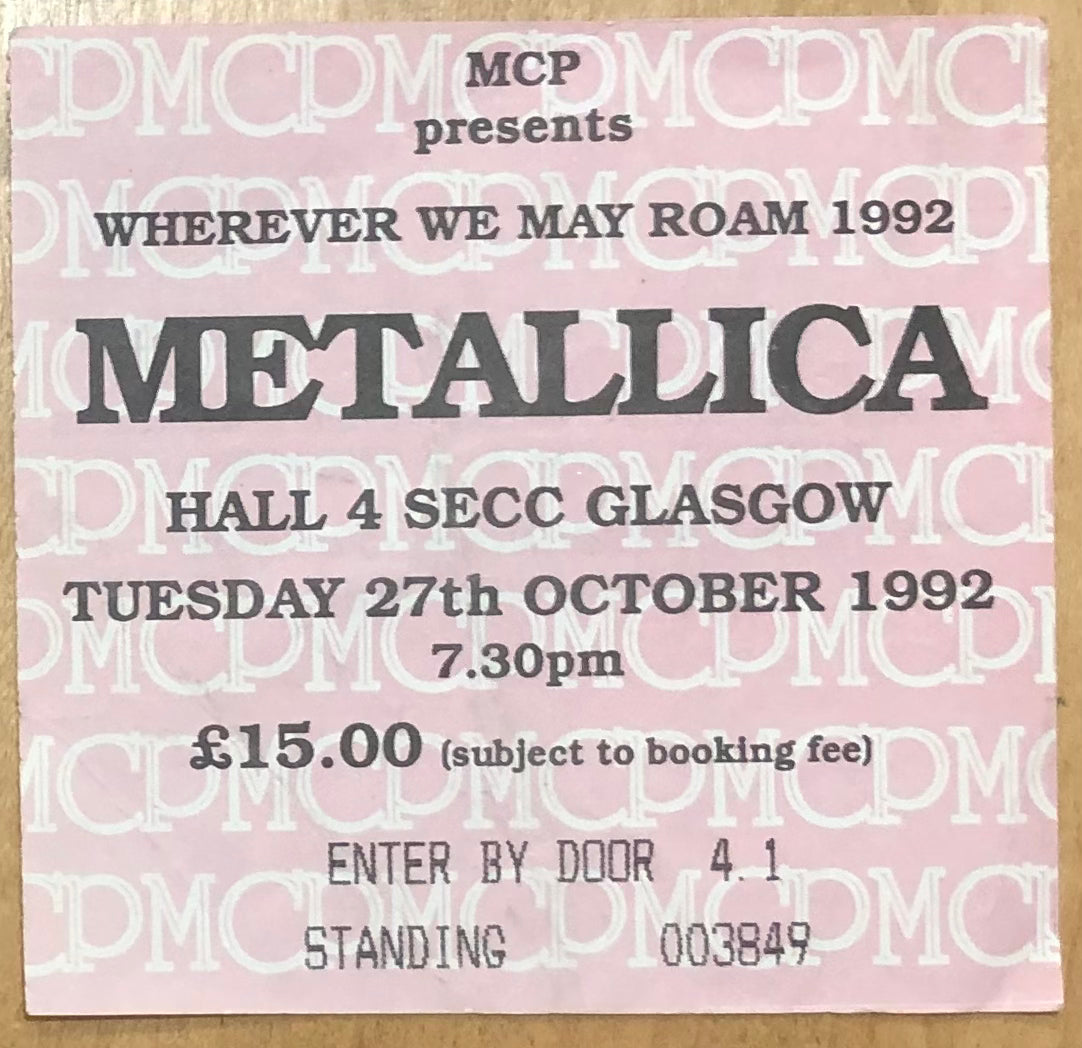 MCP
presents
WHEREVER WE MAY ROAM 1992
METALLICA
HALL 4 SECC GLASGOW
TUESDAY 27th OCTOBER 1992
7.30pm
£15.00 (subject to booking fee)
ENTER BY DOOR 4.1
STANDING 003849